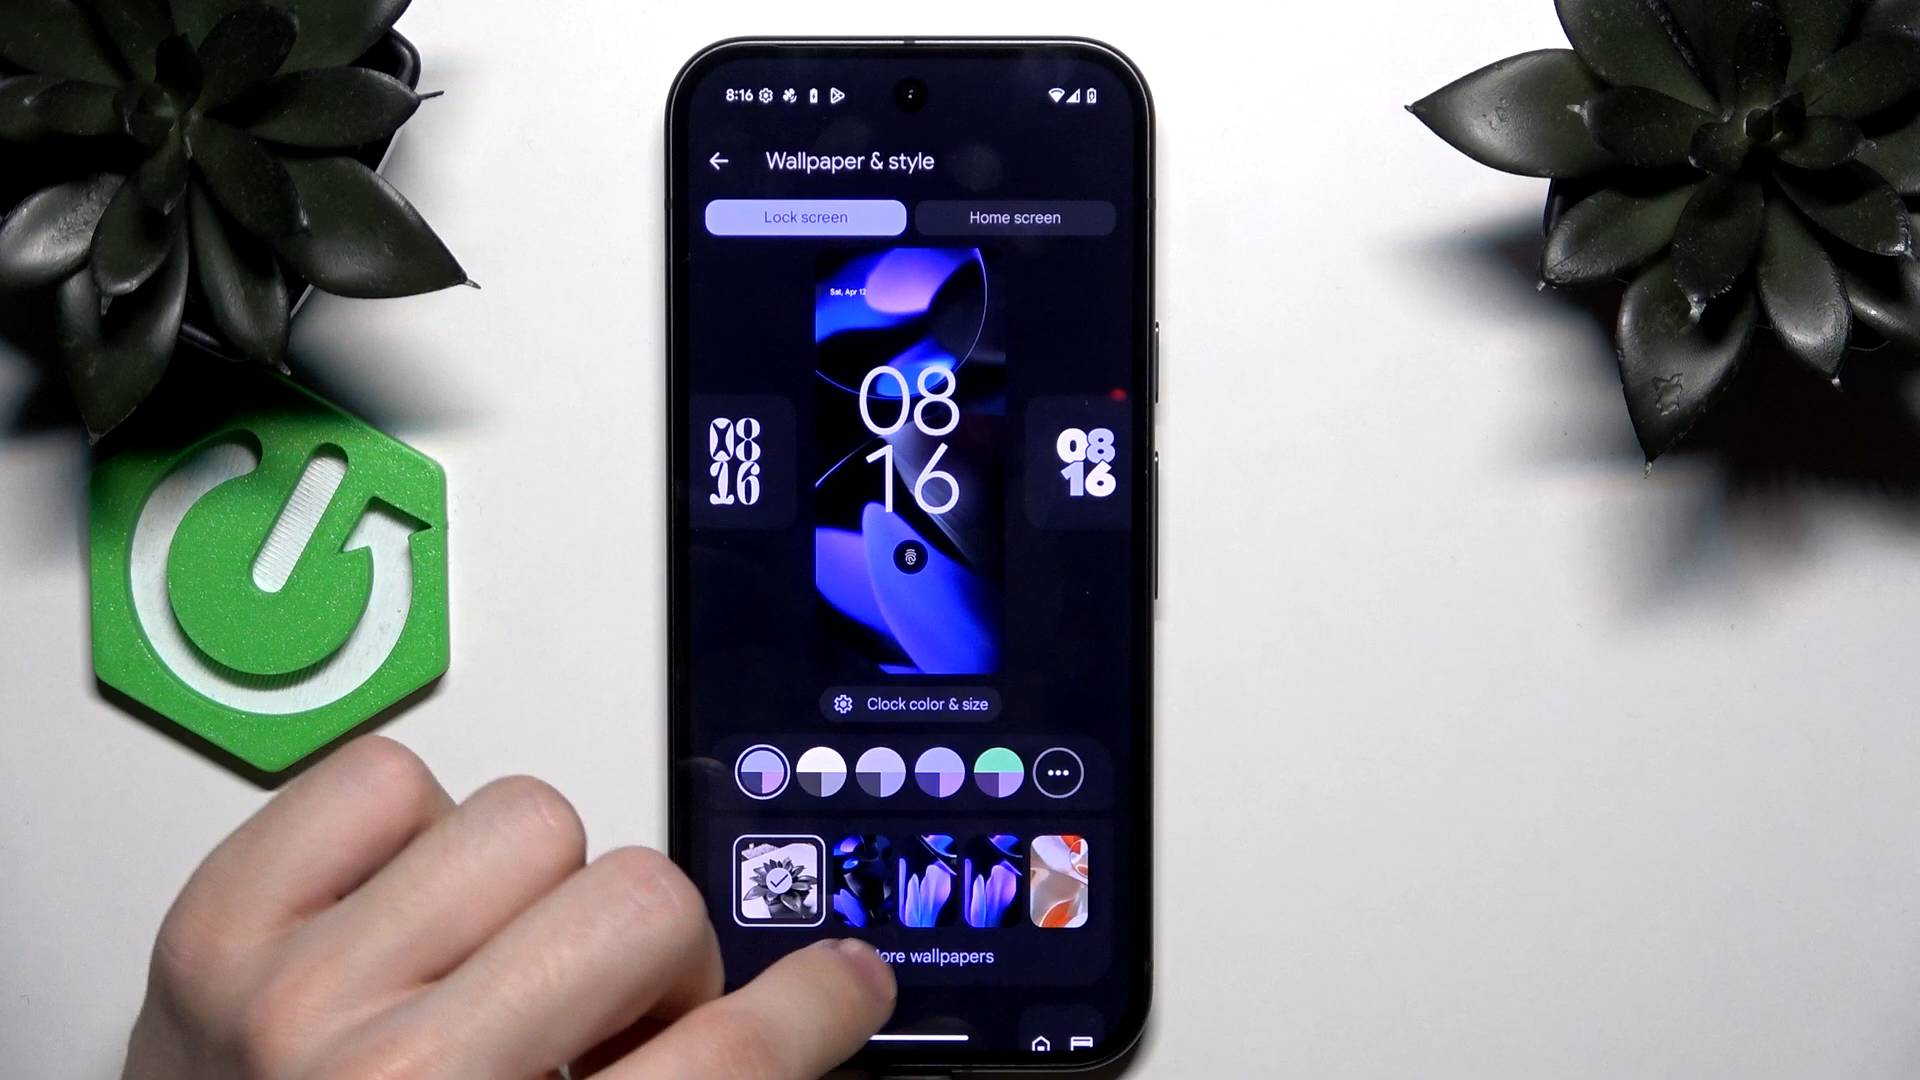 8:16
Wallpaper & style
Lock screen
Home screen
Sat, Apr 12
08
16
08
16
08
16
Clock color & size
wallpapers